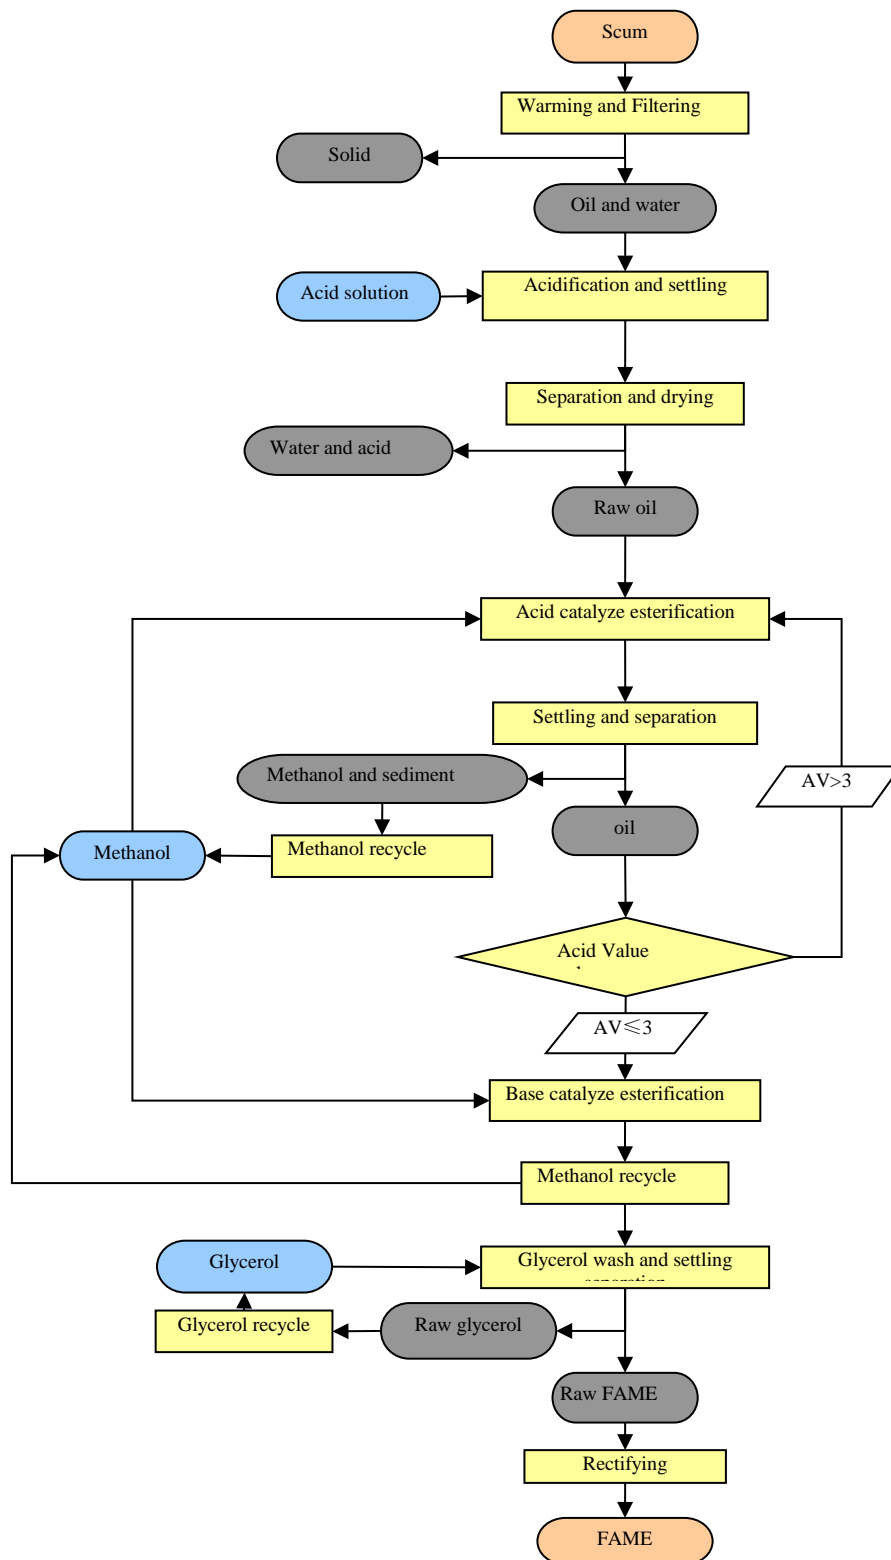 Scum
Warming and Filtering
Solid
Oil and water
Acid solution
Acidification and settling
Separation and drying
Water and acid
Raw oil
Acid catalyze esterification
Settling and separation
Methanol and sediment
AV>3
oil
Methanol
Methanol recycle
Acid Value
AV≤3
Base catalyze esterification
Methanol recycle
Glycerol
Glycerol wash and settling
Glycerol recycle
Raw glycerol
Raw FAME
Rectifying
FAME